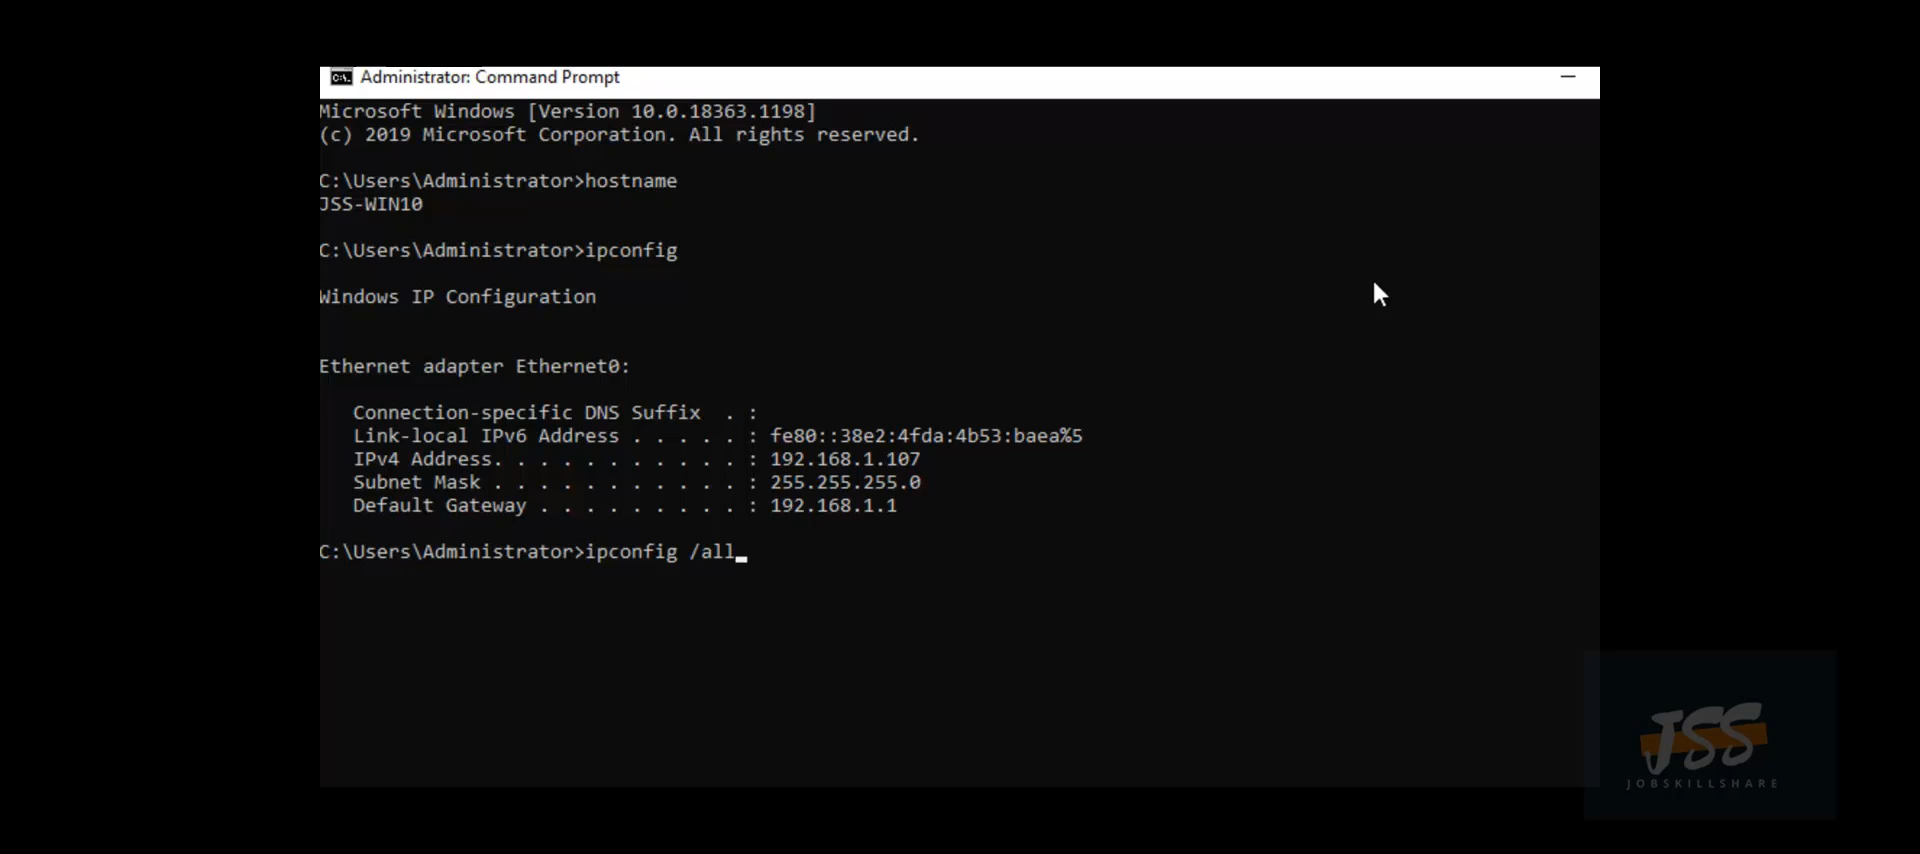 Administrator: Command Prompt
Microsoft Windows [Version 10.0.18363.1198]
(c) 2019 Microsoft Corporation. All rights reserved.
C:\Users\Administrator>hostname
JSS-WIN10
C:\Users\Administrator>ipconfig
Windows IP Configuration
Ethernet adapter Ethernet0:
Connection-specific DNS Suffix  . :
Link-local IPv6 Address . . . . . : fe80::38e2:4fda:4b53:baea%5
IPv4 Address. . . . . . . . . . . : 192.168.1.107
Subnet Mask . . . . . . . . . . . : 255.255.255.0
Default Gateway . . . . . . . . . : 192.168.1.1
C:\Users\Administrator>ipconfig /all
JSS
JOBSKILLSHARE